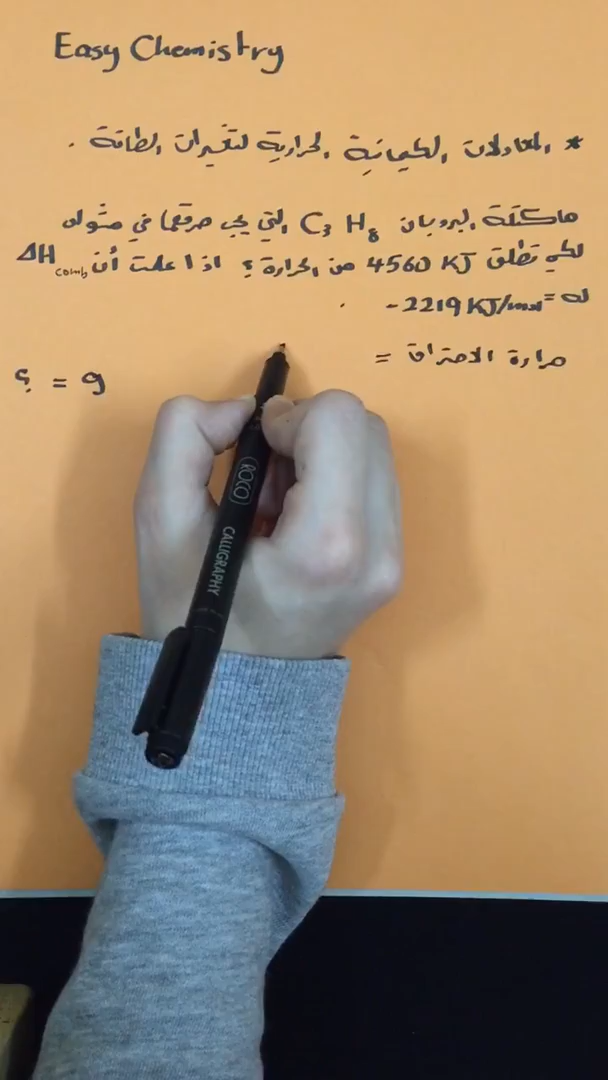 Easy Chemistry
* المعادلات الكيميائية الحرارية لتغيرات الطاقة .
ما كتلة البروبان C₃ H₈ التي يجب حرقها في مشواه
لكي تطلق 4560 KJ من الحرارة ؟ اذا علمت أن ΔHcomb
له = -2219 KJ/mol .
حرارة الاحتراق =
g = ؟
ROCO CALLIGRAPHY